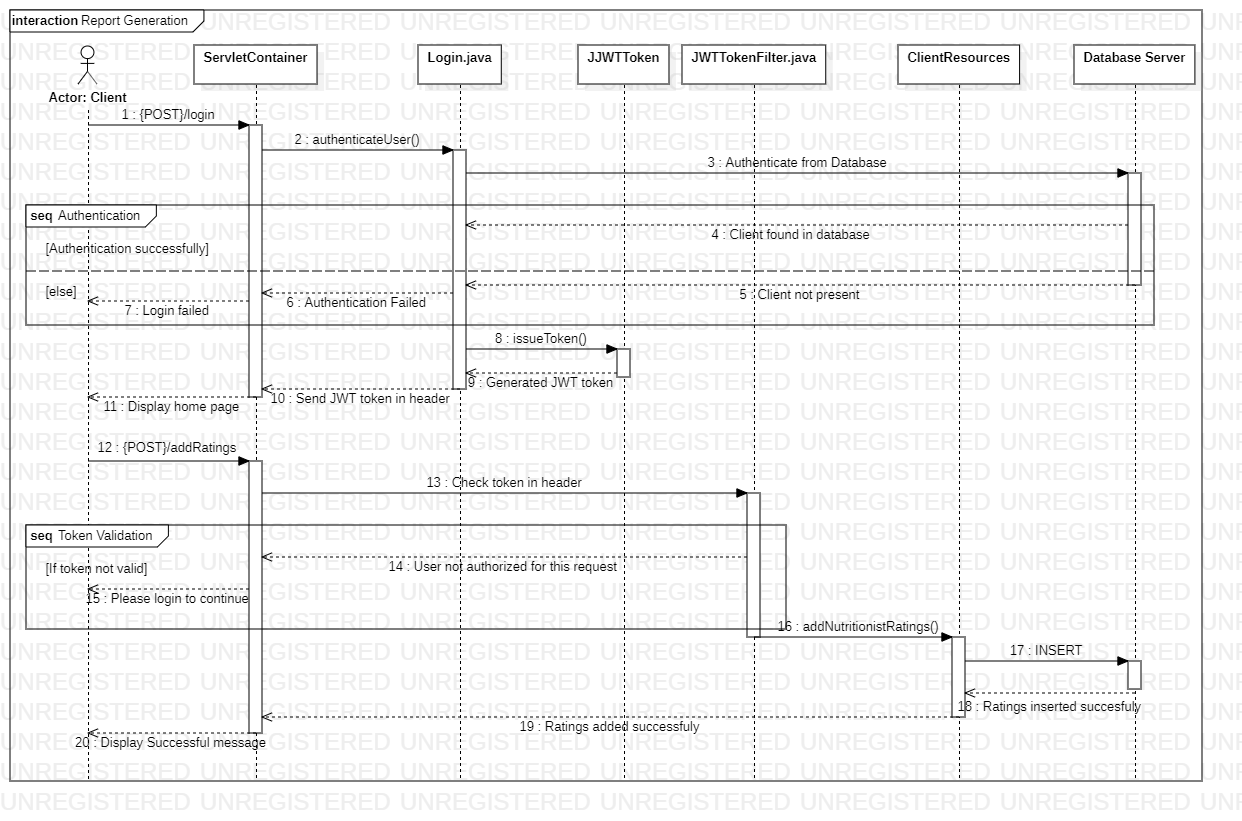 interaction Report Generation
Actor: Client
ServletContainer
Login.java
JJWTToken
JWTTokenFilter.java
ClientResources
Database Server
1 : {POST}/login
2 : authenticateUser()
3 : Authenticate from Database
seq Authentication
[Authentication successfully]
4 : Client found in database
[else]
5 : Client not present
6 : Authentication Failed
7 : Login failed
8 : issueToken()
9 : Generated JWT token
10 : Send JWT token in header
11 : Display home page
12 : {POST}/addRatings
13 : Check token in header
seq Token Validation
[If token not valid]
14 : User not authorized for this request
15 : Please login to continue
16 : addNutritionistRatings()
17 : INSERT
18 : Ratings inserted succesfuly
19 : Ratings added successfuly
20 : Display Successful message
UNREGISTERED